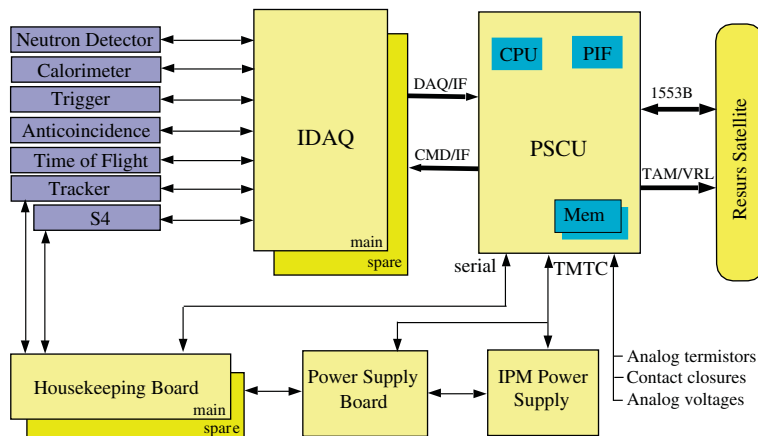 Neutron Detector
Calorimeter
Trigger
Anticoincidence
Time of Flight
Tracker
S4
IDAQ
main
spare
DAQ/IF
CMD/IF
CPU
PIF
PSCU
Mem
1553B
TAM/VRL
Resurs Satellite
serial
TMTC
Housekeeping Board
main
spare
Power Supply
Board
IPM Power
Supply
Analog termistors
Contact closures
Analog voltages